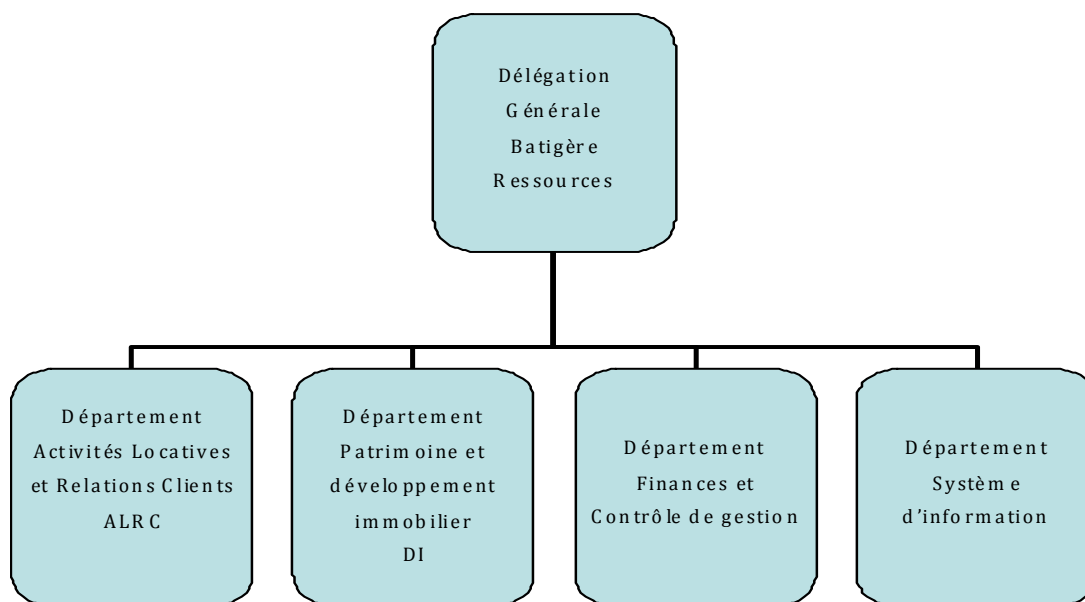 Délégation
Générale
Batigère
Ressources
Département
Activités Locatives
et Relations Clients
ALRC
Département
Patrimoine et
développement
immobilier
DI
Département
Finances et
Contrôle de gestion
Département
Système
d’information